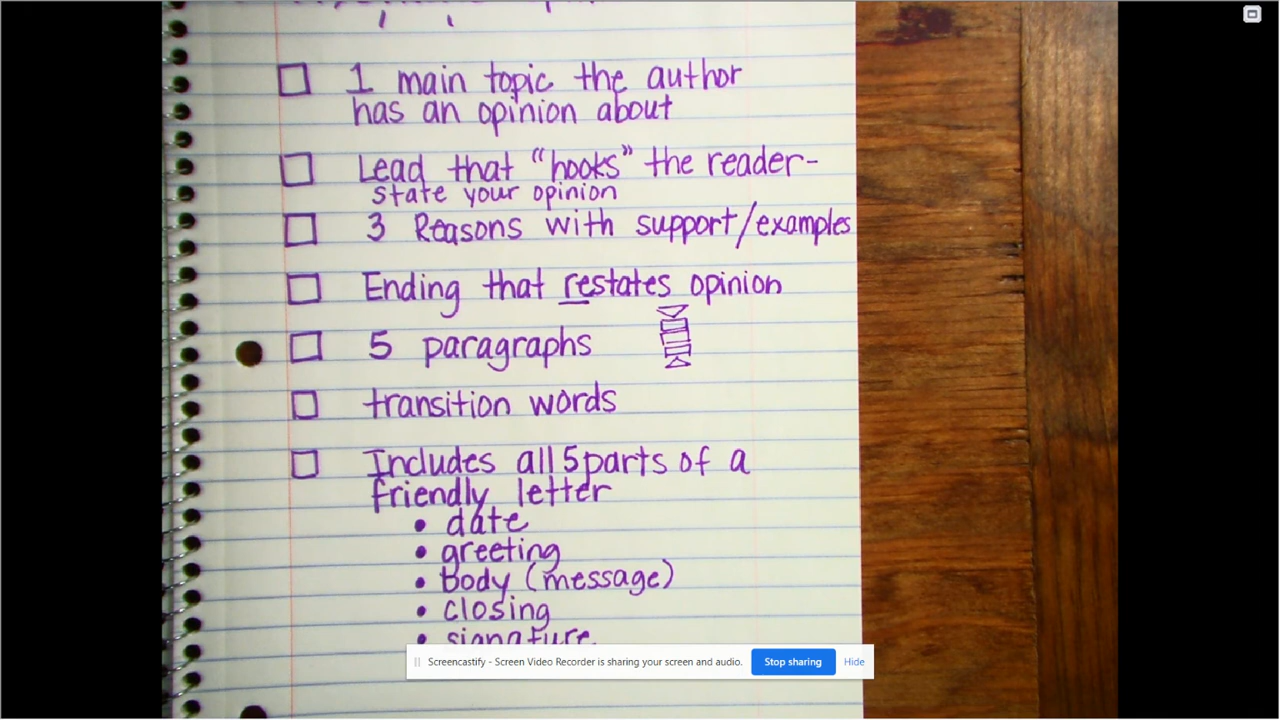 1 main topic the author
has an opinion about
Lead that "hooks" the reader-
state your opinion
3 Reasons with support/examples
Ending that restates opinion
5 paragraphs
transition words
Includes all 5 parts of a
friendly letter
• date
• greeting
• Body (message)
• closing
• signature
Screencastify - Screen Video Recorder is sharing your screen and audio.
Stop sharing
Hide